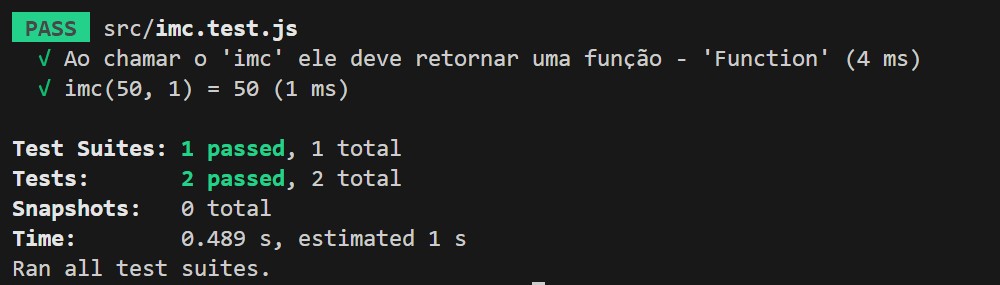 PASS src/imc.test.js
√ Ao chamar o 'imc' ele deve retornar uma função - 'Function' (4 ms)
√ imc(50, 1) = 50 (1 ms)
Test Suites: 1 passed, 1 total
Tests: 2 passed, 2 total
Snapshots: 0 total
Time: 0.489 s, estimated 1 s
Ran all test suites.